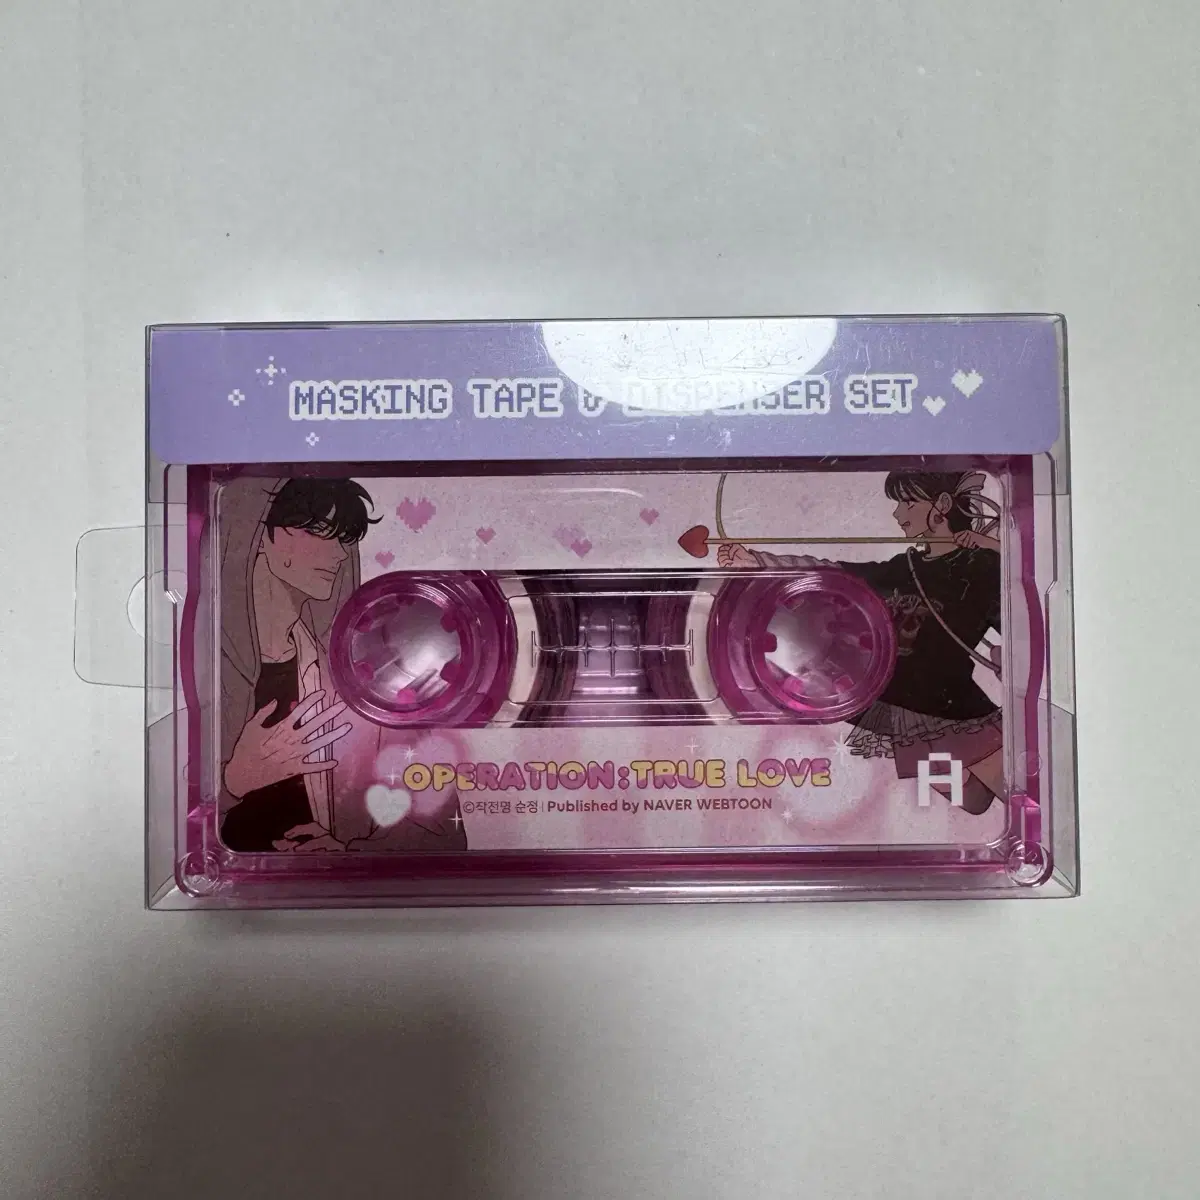 MASKING TAPE & DISPENSER SET
OPERATION:TRUE LOVE
©작전명 순정 | Published by NAVER WEBTOON
A